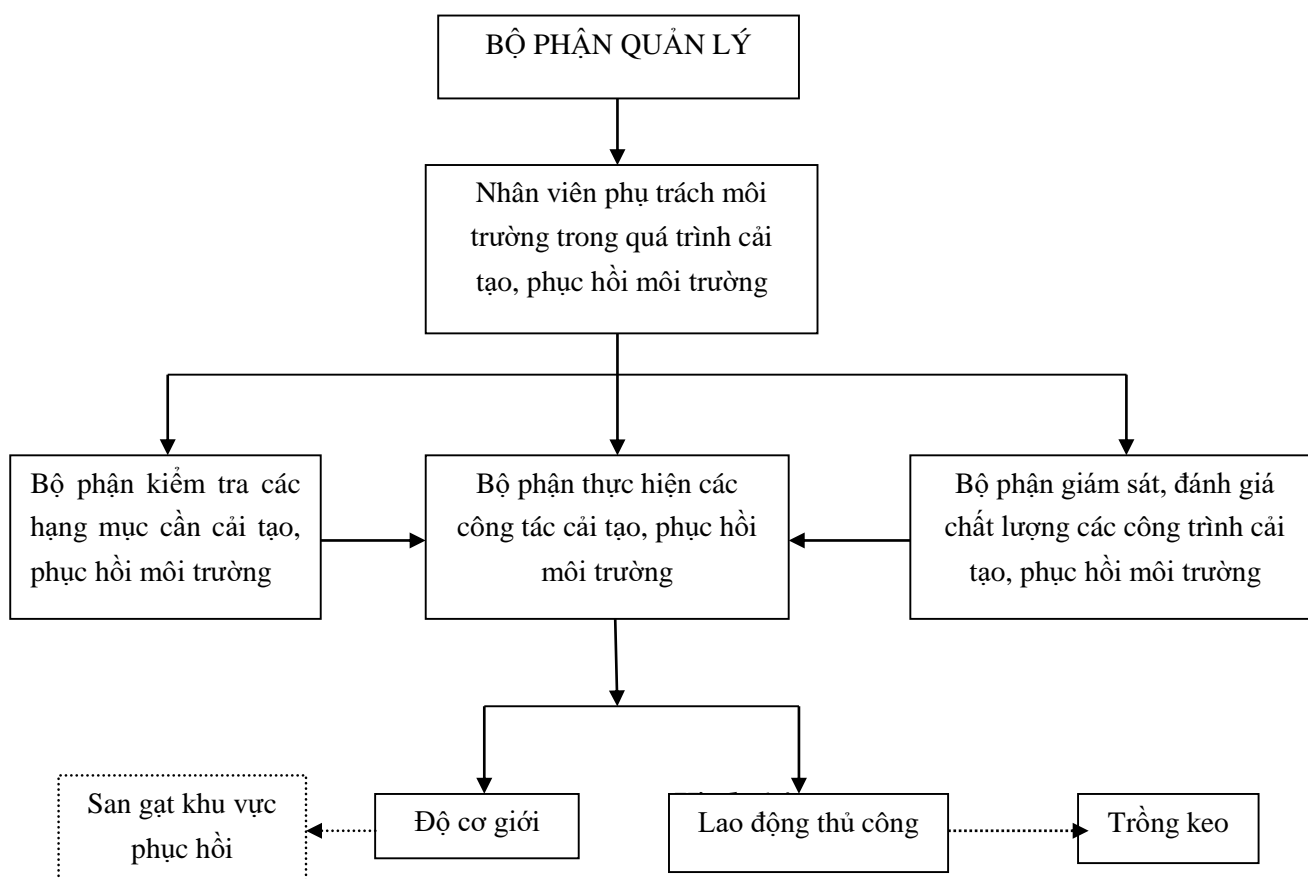 BỘ PHẬN QUẢN LÝ
Nhân viên phụ trách môi
trường trong quá trình cải
tạo, phục hồi môi trường
Bộ phận kiểm tra các
hạng mục cần cải tạo,
phục hồi môi trường
Bộ phận thực hiện các
công tác cải tạo, phục hồi
môi trường
Bộ phận giám sát, đánh giá
chất lượng các công trình cải
tạo, phục hồi môi trường
San gạt khu vực
phục hồi
Độ cơ giới
Lao động thủ công
Trồng keo